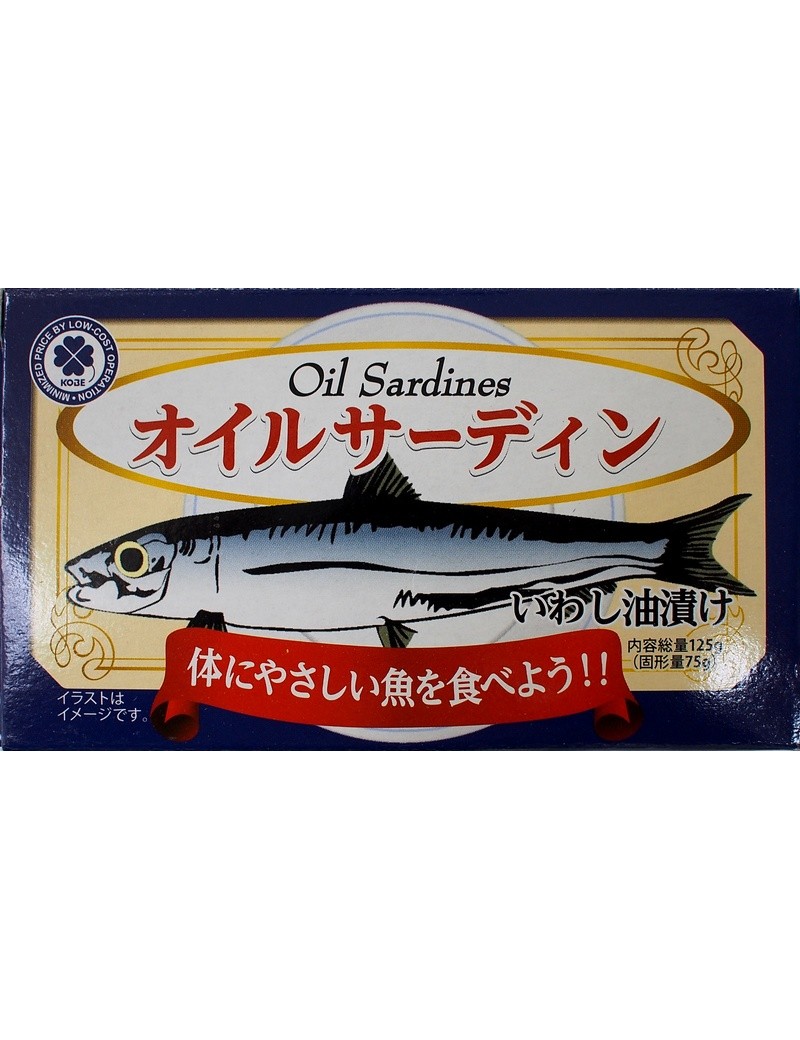 MINIMIZED PRICE BY LOW-COST OPERATION
KOBE
Oil Sardines
オイルサーディン
いわし油漬け
内容総量125g
(固形量75g)
体にやさしい魚を食べよう!!
イラストは
イメージです。